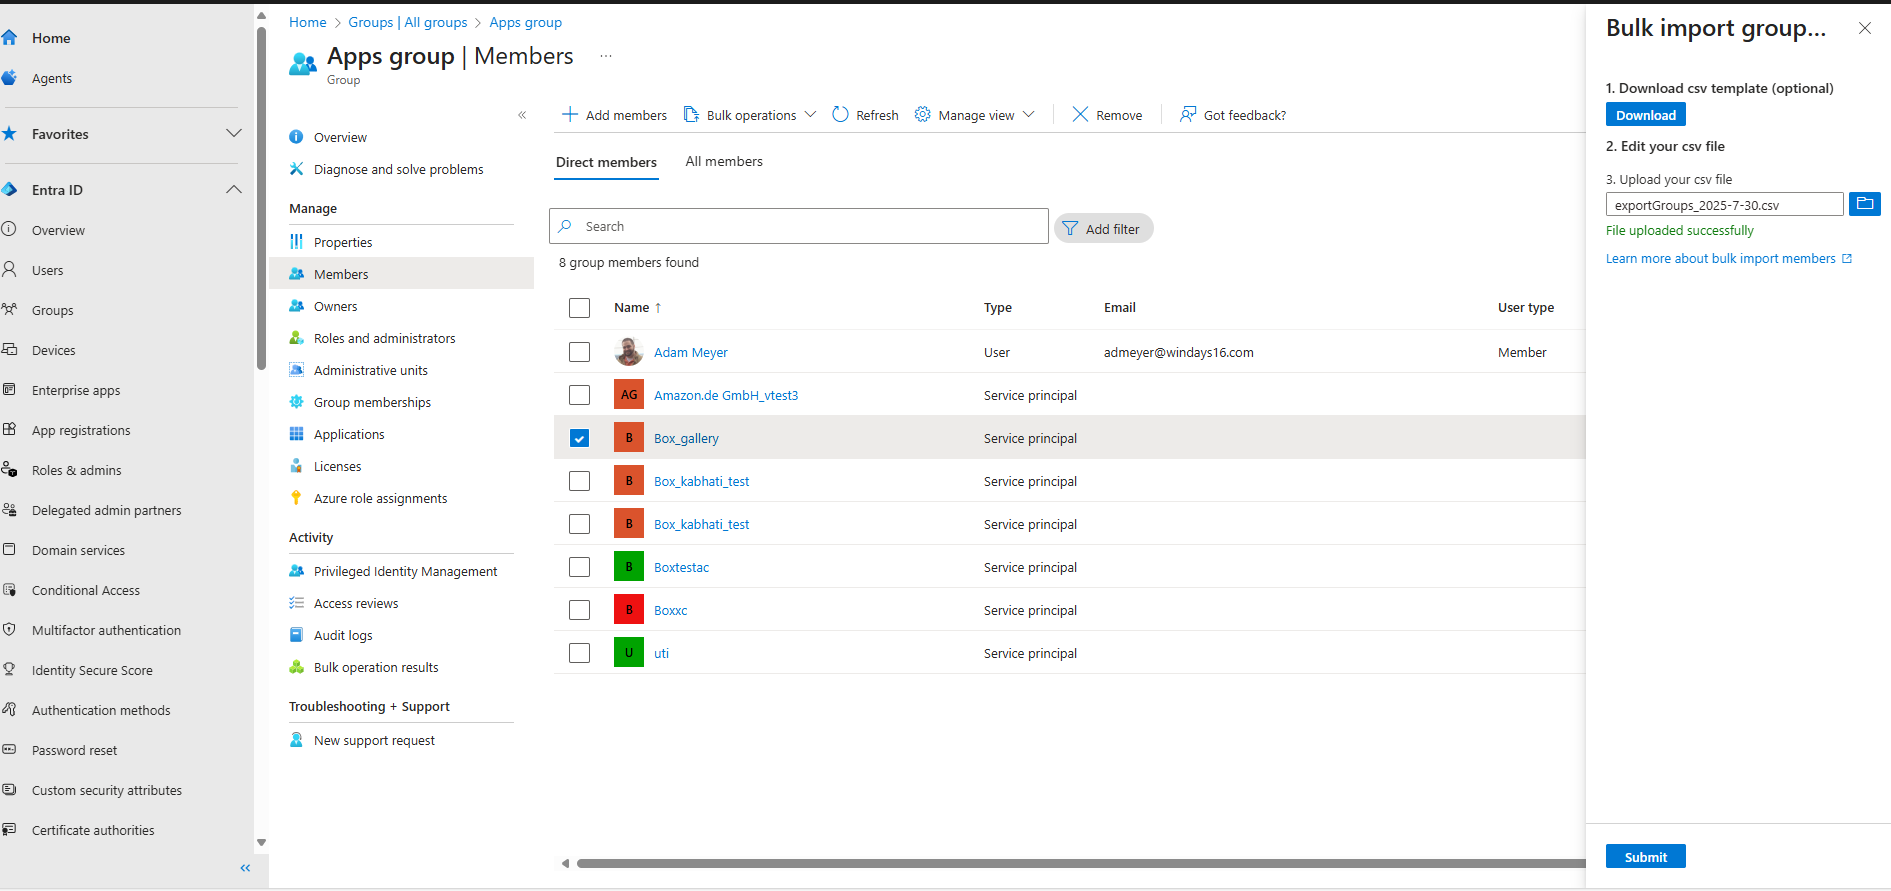 Home
Agents
Favorites
Entra ID
Overview
Users
Groups
Devices
Enterprise apps
App registrations
Roles & admins
Delegated admin partners
Domain services
Conditional Access
Multifactor authentication
Identity Secure Score
Authentication methods
Password reset
Custom security attributes
Certificate authorities
Home > Groups | All groups > Apps group
Apps group | Members ...
Group
Overview
Diagnose and solve problems
Manage
Properties
Members
Owners
Roles and administrators
Administrative units
Group memberships
Applications
Licenses
Azure role assignments
Activity
Privileged Identity Management
Access reviews
Audit logs
Bulk operation results
Troubleshooting + Support
New support request
Add members Bulk operations Refresh Manage view Remove Got feedback?
Direct members All members
Search Add filter
8 group members found
Name ↑ Type Email User type
Adam Meyer User admeyer@windays16.com Member
AG Amazon.de GmbH_vtest3 Service principal
B Box_gallery Service principal
B Box_kabhati_test Service principal
B Box_kabhati_test Service principal
B Boxtestac Service principal
B Boxxc Service principal
U uti Service principal
Bulk import group...
1. Download csv template (optional)
Download
2. Edit your csv file
3. Upload your csv file
exportGroups_2025-7-30.csv
File uploaded successfully
Learn more about bulk import members
Submit